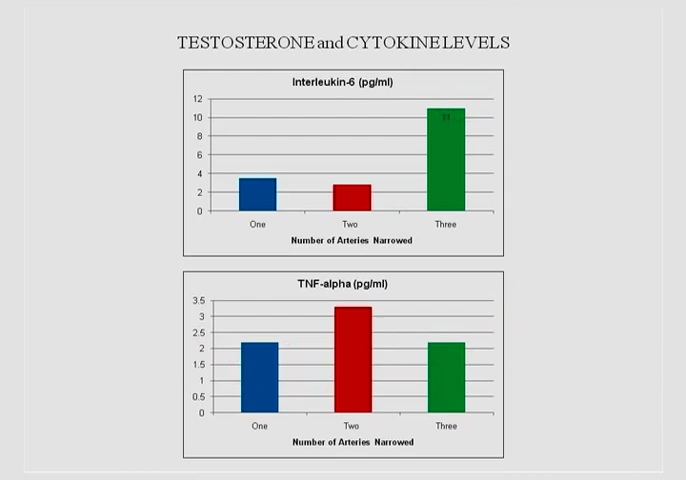 TESTOSTERONE and CYTOKINE LEVELS
Interleukin-6 (pg/ml)
12
10
8
6
4
2
0
One Two Three
Number of Arteries Narrowed
TNF-alpha (pg/ml)
3.5
3
2.5
2
1.5
1
0.5
0
One Two Three
Number of Arteries Narrowed